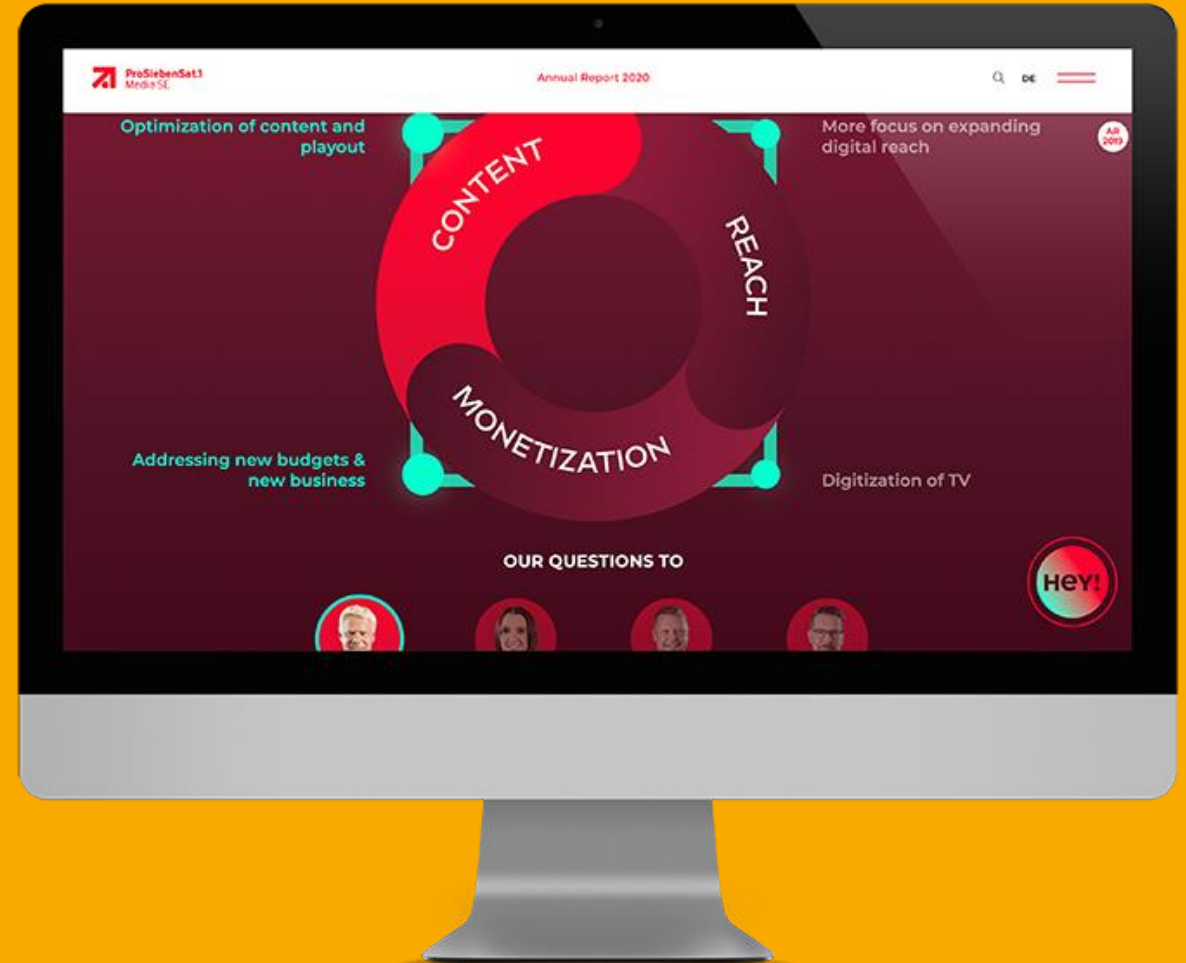 ProSiebenSat.1
Media SE
Annual Report 2020
DE
Optimization of content and
playout
More focus on expanding
digital reach
AR
2019
CONTENT
REACH
MONETIZATION
Addressing new budgets &
new business
Digitization of TV
OUR QUESTIONS TO
HeY!